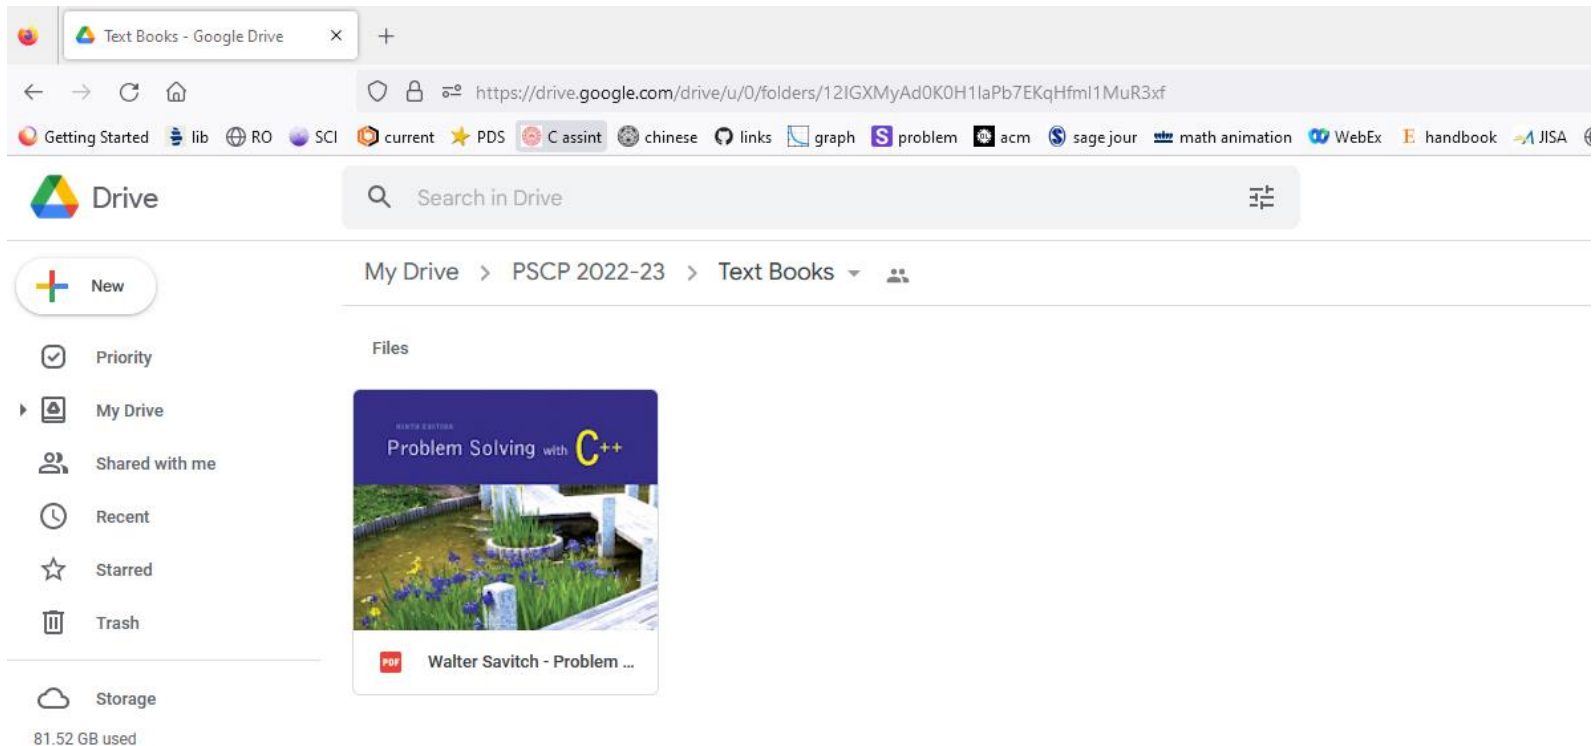 Text Books - Google Drive
https://drive.google.com/drive/u/0/folders/12IGXMyAd0K0H1IaPb7EKqHfmI1MuR3xf
Getting Started lib RO SCI current PDS C assint chinese links graph problem acm sage jour math animation WebEx handbook JISA
Drive
Search in Drive
New
My Drive > PSCP 2022-23 > Text Books
Files
Priority
My Drive
Shared with me
Recent
Starred
Trash
Storage
81.52 GB used
NINTH EDITION
Problem Solving with C++
PDF Walter Savitch - Problem ...